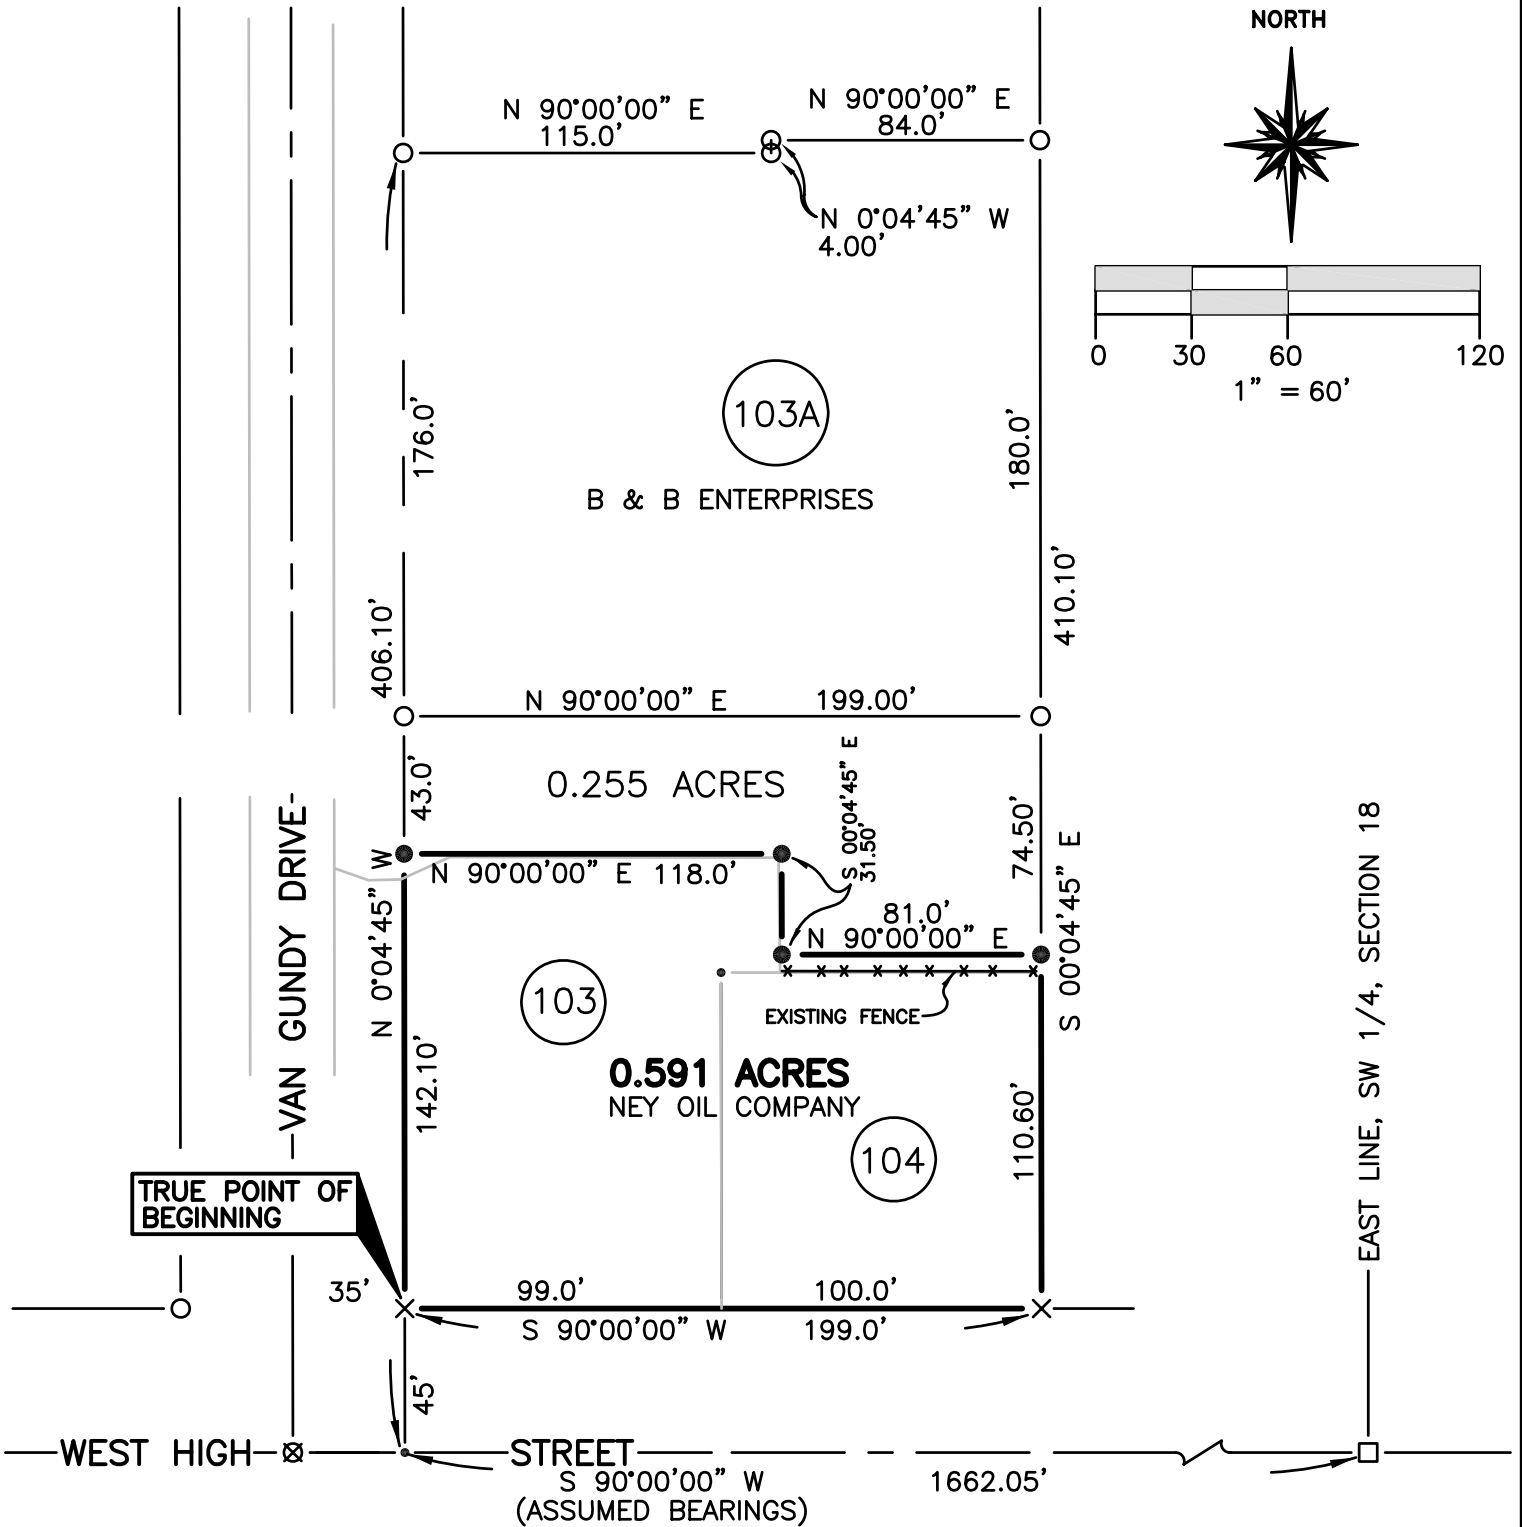 NORTH
N 90°00'00" E
115.0'
N 90°00'00" E
84.0'
N 0°04'45" W
4.00'
0 30 60 120
1" = 60'
103A
B & B ENTERPRISES
176.0'
180.0'
406.10'
410.10'
N 90°00'00" E 199.00'
0.255 ACRES
43.0'
S 00°04'45" E
31.50'
74.50'
N 90°00'00" E 118.0'
81.0'
N 90°00'00" E
N 0°04'45" W
S 00°04'45" E
VAN GUNDY DRIVE
EAST LINE, SW 1/4, SECTION 18
103
EXISTING FENCE
0.591 ACRES
NEY OIL COMPANY
142.10'
110.60'
104
TRUE POINT OF
BEGINNING
35'
99.0' 100.0'
S 90°00'00" W 199.0'
45'
WEST HIGH STREET
S 90°00'00" W 1662.05'
(ASSUMED BEARINGS)